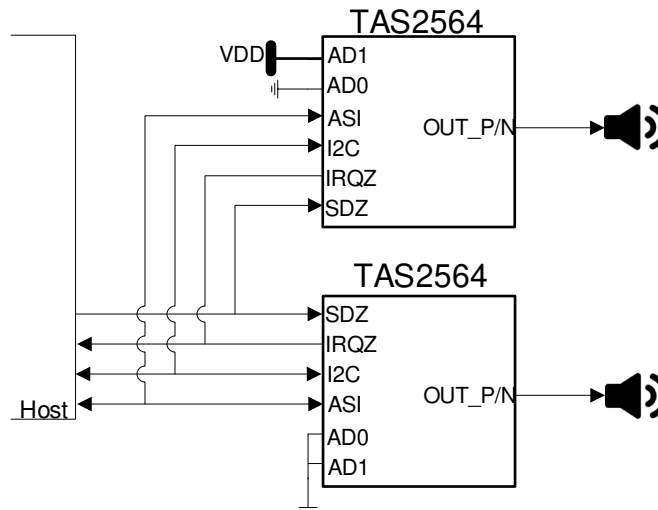 TAS2564
VDD
AD1
AD0
ASI
I2C
IRQZ
SDZ
OUT_P/N
TAS2564
SDZ
IRQZ
I2C
ASI
AD0
AD1
OUT_P/N
Host